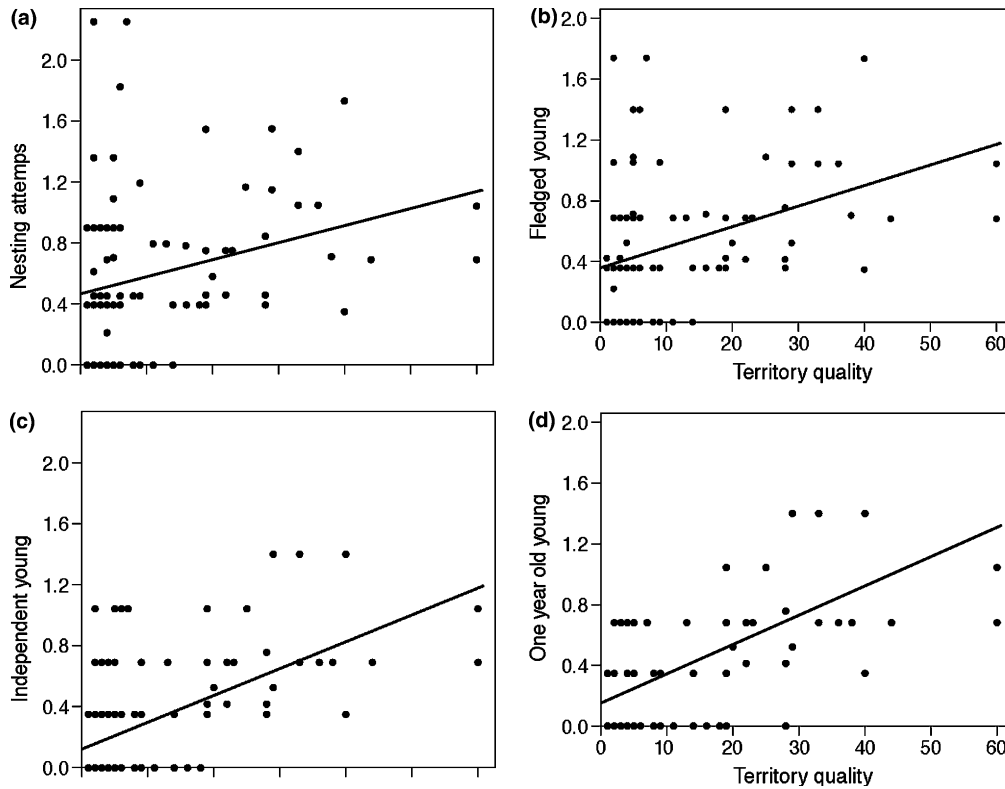 (a)
Nesting attemps
2.0
1.6
1.2
0.8
0.4
0.0
(b)
Fledged young
2.0
1.6
1.2
0.8
0.4
0.0
0 10 20 30 40 50 60
Territory quality
(c)
Independent young
2.0
1.6
1.2
0.8
0.4
0.0
(d)
One year old young
2.0
1.6
1.2
0.8
0.4
0.0
0 10 20 30 40 50 60
Territory quality